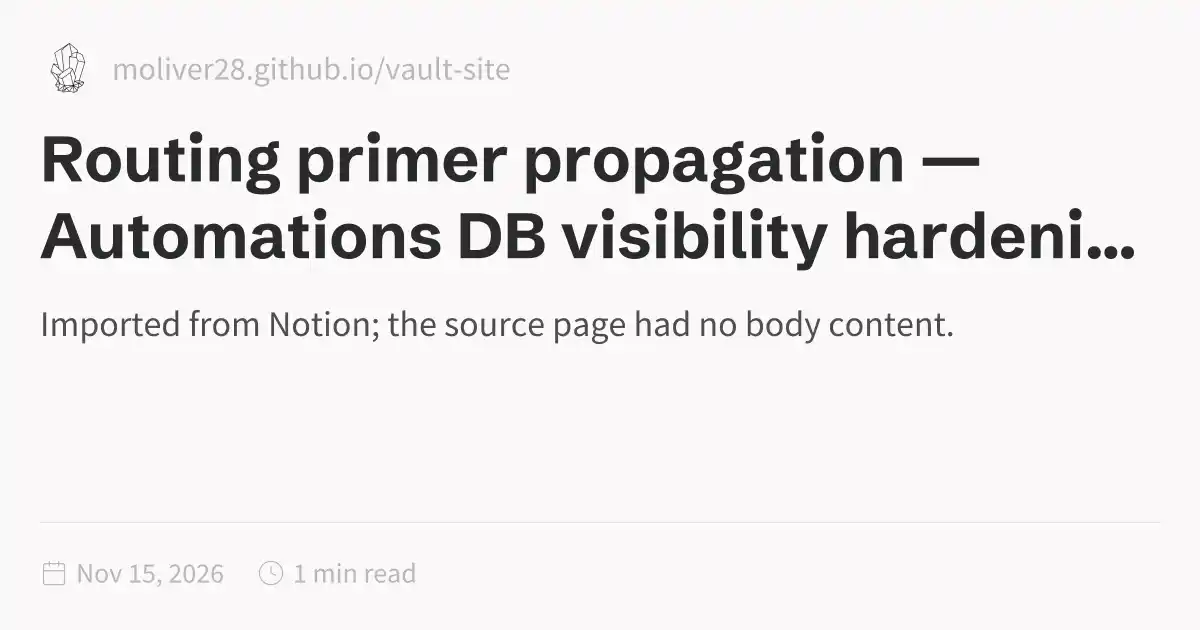 moliver28.github.io/vault-site
Routing primer propagation —
Automations DB visibility hardeni...
Imported from Notion; the source page had no body content.
Nov 15, 2026
1 min read